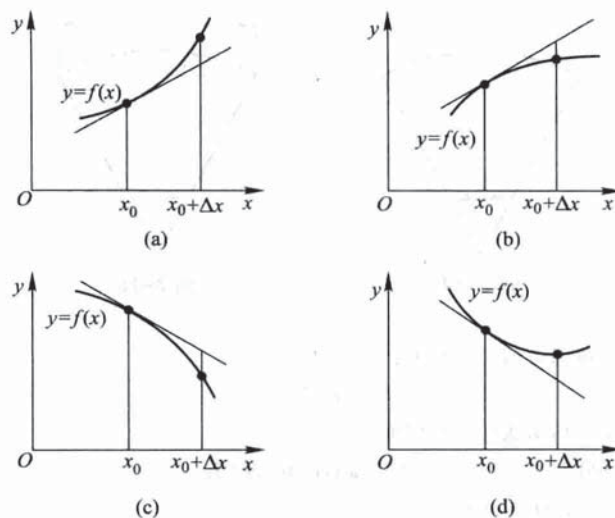 y
y=f(x)
O
x₀
x₀+Δx
x
(a)
y
y=f(x)
O
x₀
x₀+Δx
x
(b)
y
y=f(x)
O
x₀
x₀+Δx
x
(c)
y
y=f(x)
O
x₀
x₀+Δx
x
(d)